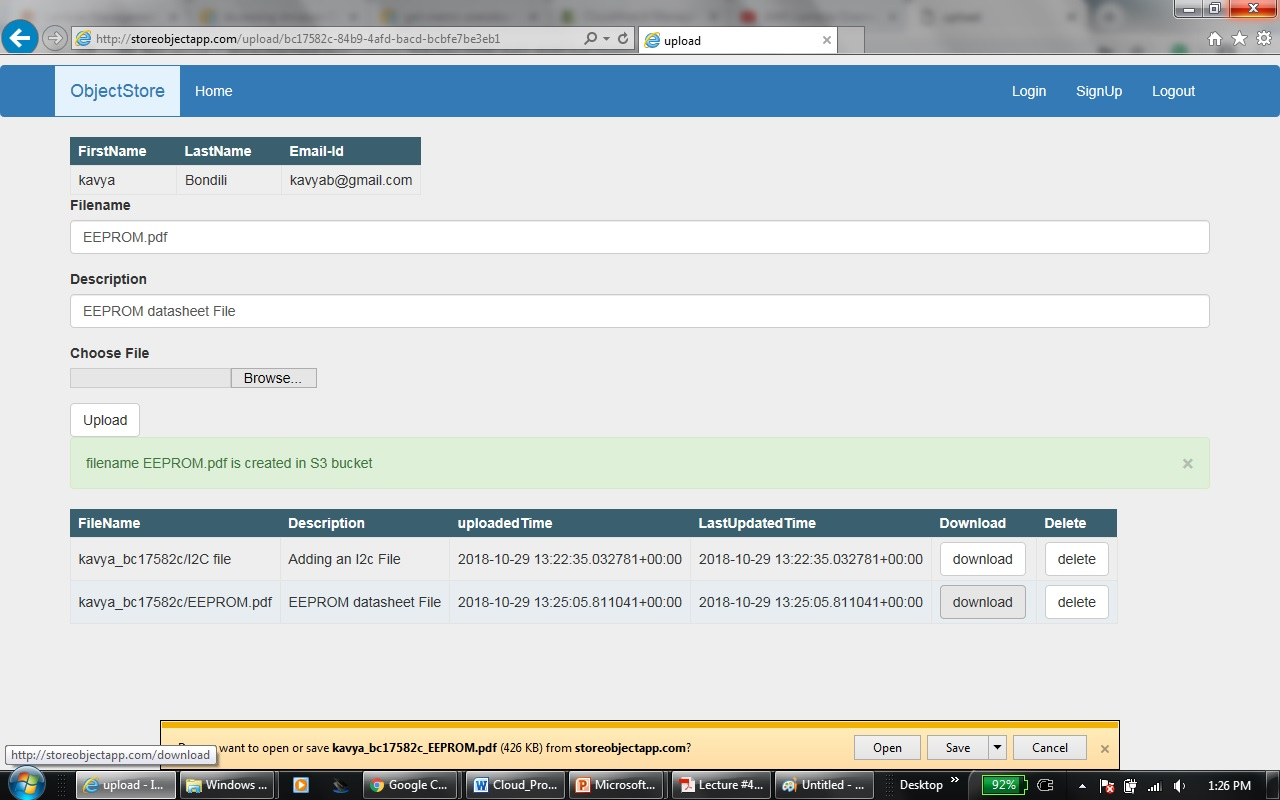 http://storeobjectapp.com/upload/bc17582c-84b9-4afd-bacd-bcbfe7be3eb1
upload
ObjectStore Home Login SignUp Logout
FirstName LastName Email-Id
kavya Bondili kavyab@gmail.com
Filename
EEPROM.pdf
Description
EEPROM datasheet File
Choose File
Browse...
Upload
filename EEPROM.pdf is created in S3 bucket ×
FileName Description uploadedTime LastUpdatedTime Download Delete
kavya_bc17582c/I2C file Adding an I2c File 2018-10-29 13:22:35.032781+00:00 2018-10-29 13:22:35.032781+00:00 download delete
kavya_bc17582c/EEPROM.pdf EEPROM datasheet File 2018-10-29 13:25:05.811041+00:00 2018-10-29 13:25:05.811041+00:00 download delete
want to open or save kavya_bc17582c_EEPROM.pdf (426 KB) from storeobjectapp.com? Open Save Cancel ×
http://storeobjectapp.com/download
upload - I... Windows ... Google C... Cloud_Pro... Microsoft... Lecture #4... Untitled - ... Desktop » 92% 1:26 PM